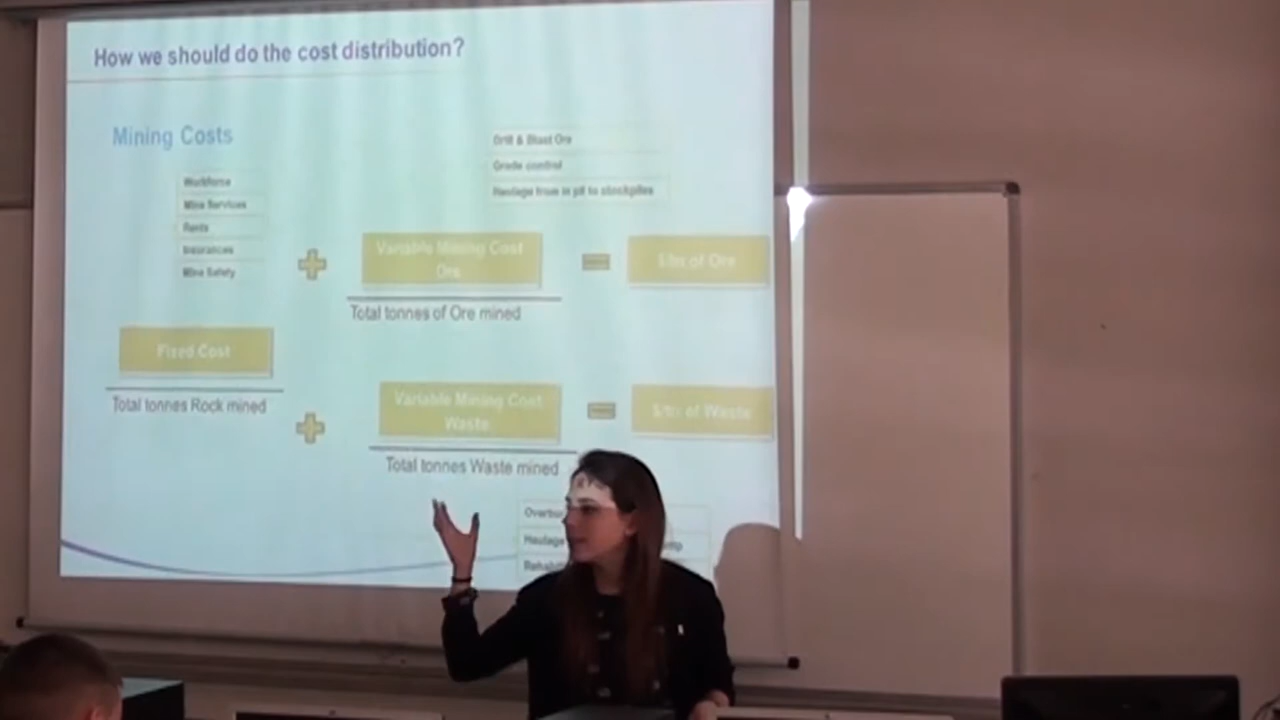 How we should do the cost distribution?
Mining Costs
Drill & Blast Ore
Grade control
Haulage from in pit to stockpiles
Workforce
Mine Services
Rents
Insurances
Mine Safety
Variable Mining Cost
Ore
$/tn of Ore
Total tonnes of Ore mined
Fixed Cost
Total tonnes Rock mined
Variable Mining Cost
Waste
$/tn of Waste
Total tonnes Waste mined
Haulage